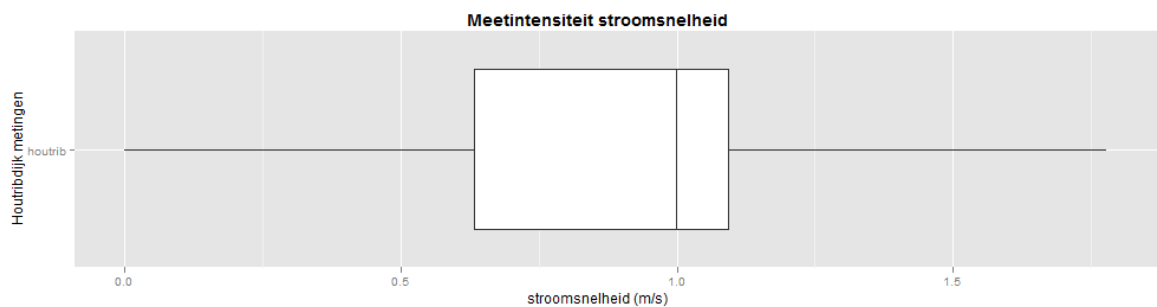 Meetintensiteit stroomsnelheid
Houtribdijk metingen
houtrib
0.0 0.5 1.0 1.5
stroomsnelheid (m/s)